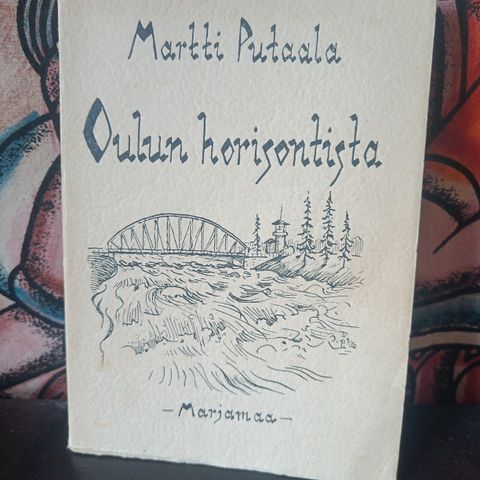 Martti Putaala
Oulun horisontista
- Marjamaa -